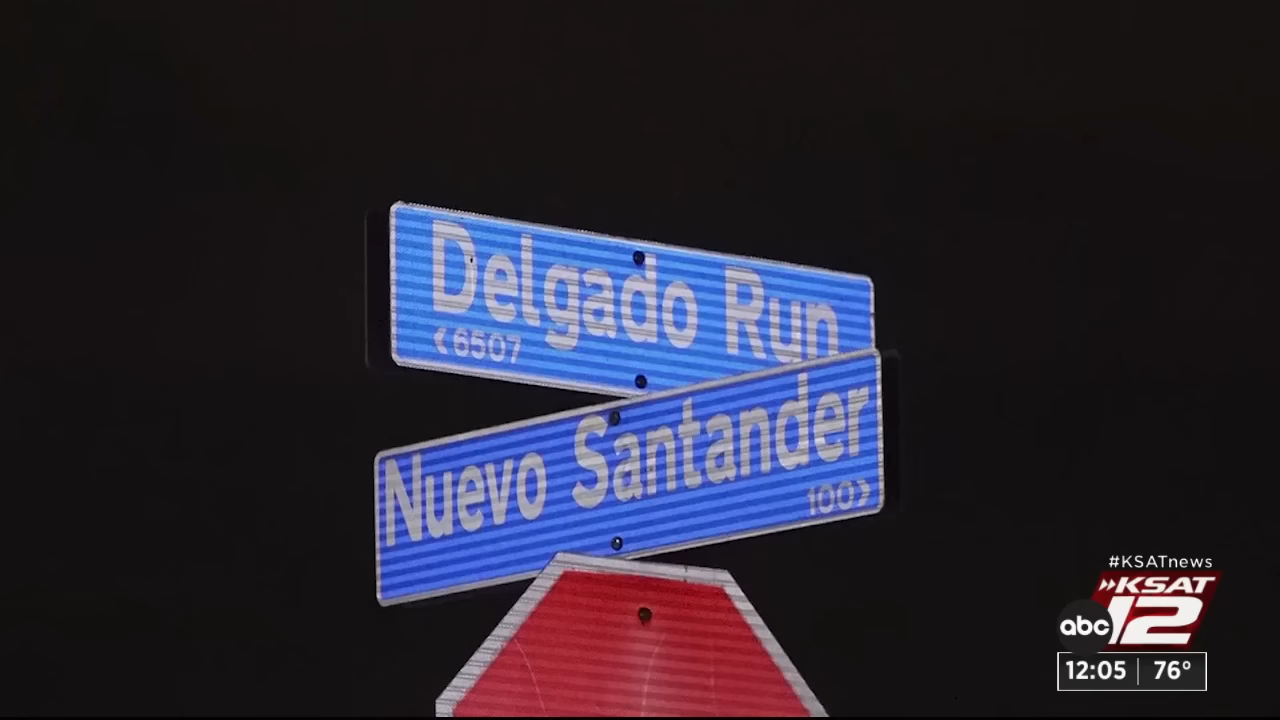 Delgado Run
‹6507
Nuevo Santander
100›
#KSATnews
»KSAT
abc 12
12:05 | 76°